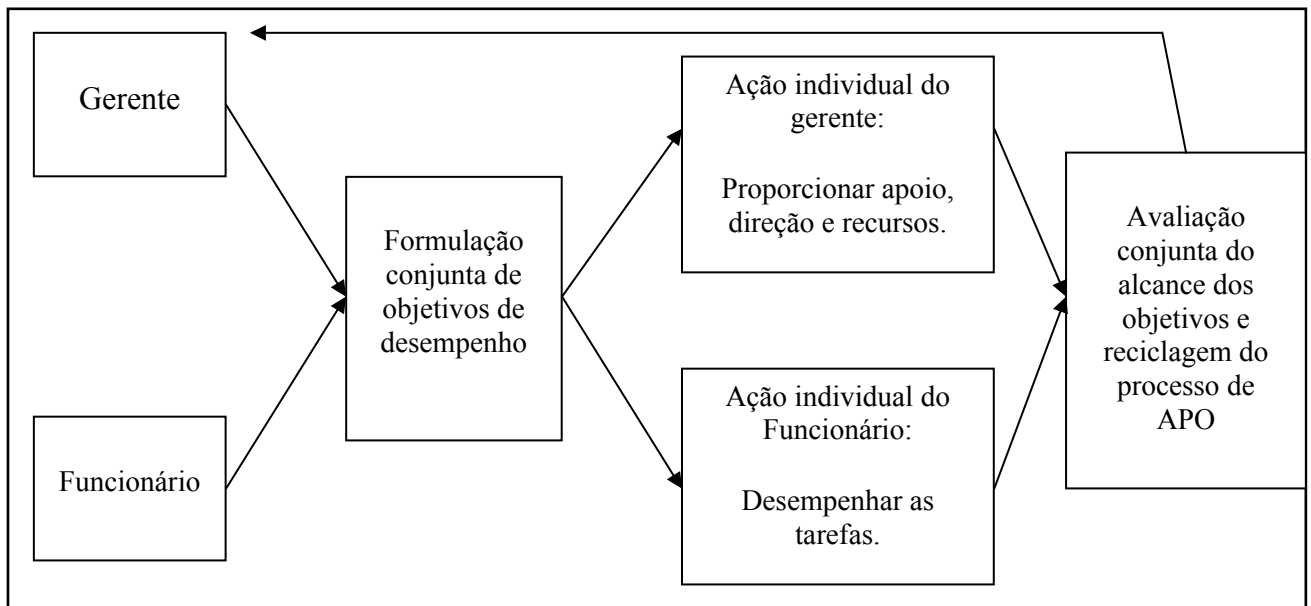 Gerente
Funcionário
Formulação
conjunta de
objetivos de
desempenho
Ação individual do
gerente:
Proporcionar apoio,
direção e recursos.
Ação individual do
Funcionário:
Desempenhar as
tarefas.
Avaliação
conjunta do
alcance dos
objetivos e
reciclagem do
processo de
APO